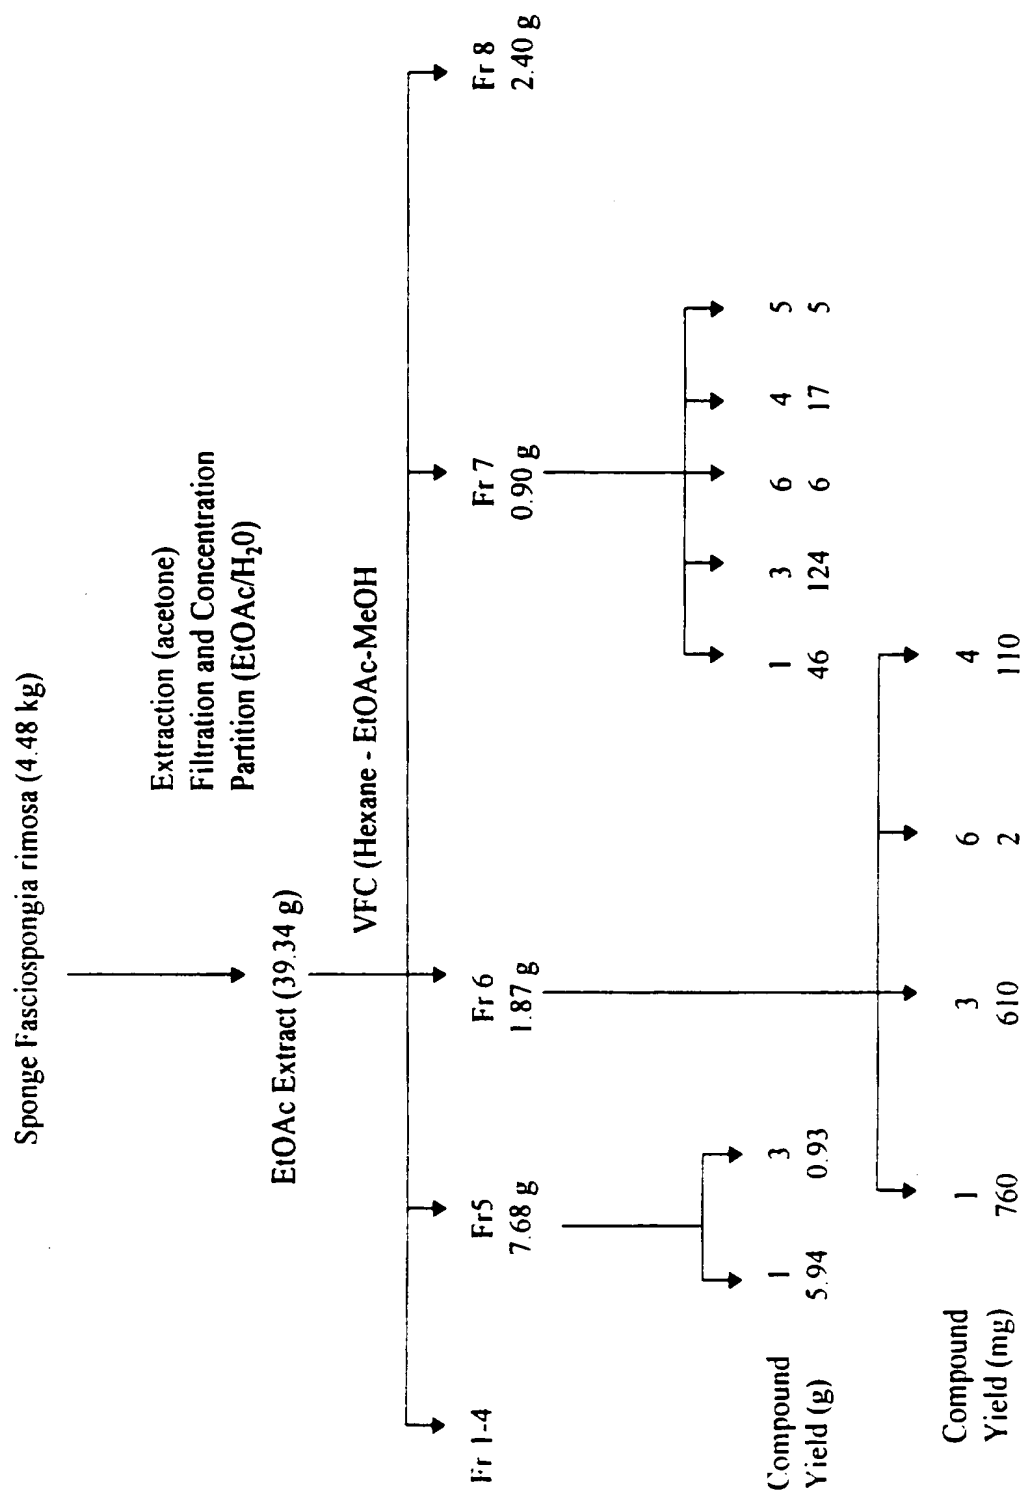 Sponge Fasciospongia rimosa (4.48 kg)
Extraction (acetone)
Filtration and Concentration
Partition (EtOAc/H₂0)
EtOAc Extract (39.34 g)
VFC (Hexane - EtOAc-MeOH
Fr 1-4
Fr5
7.68 g
Fr 6
1.87 g
Fr 7
0.90 g
Fr 8
2.40 g
Compound 1 3 1 3 6 4 5
Yield (g) 5.94 0.93 46 124 6 17 5
Compound 1 3 6 4
Yield (mg) 760 610 2 110